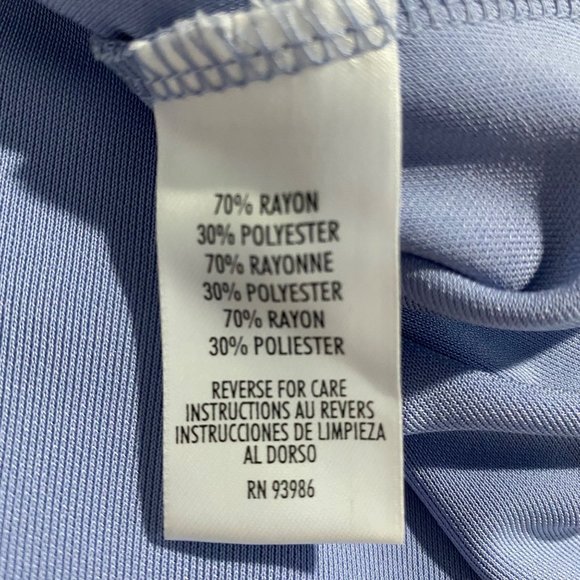 70% RAYON
30% POLYESTER
70% RAYONNE
30% POLYESTER
70% RAYON
30% POLIESTER
REVERSE FOR CARE
INSTRUCTIONS AU REVERS
INSTRUCCIONES DE LIMPIEZA
AL DORSO
RN 93986